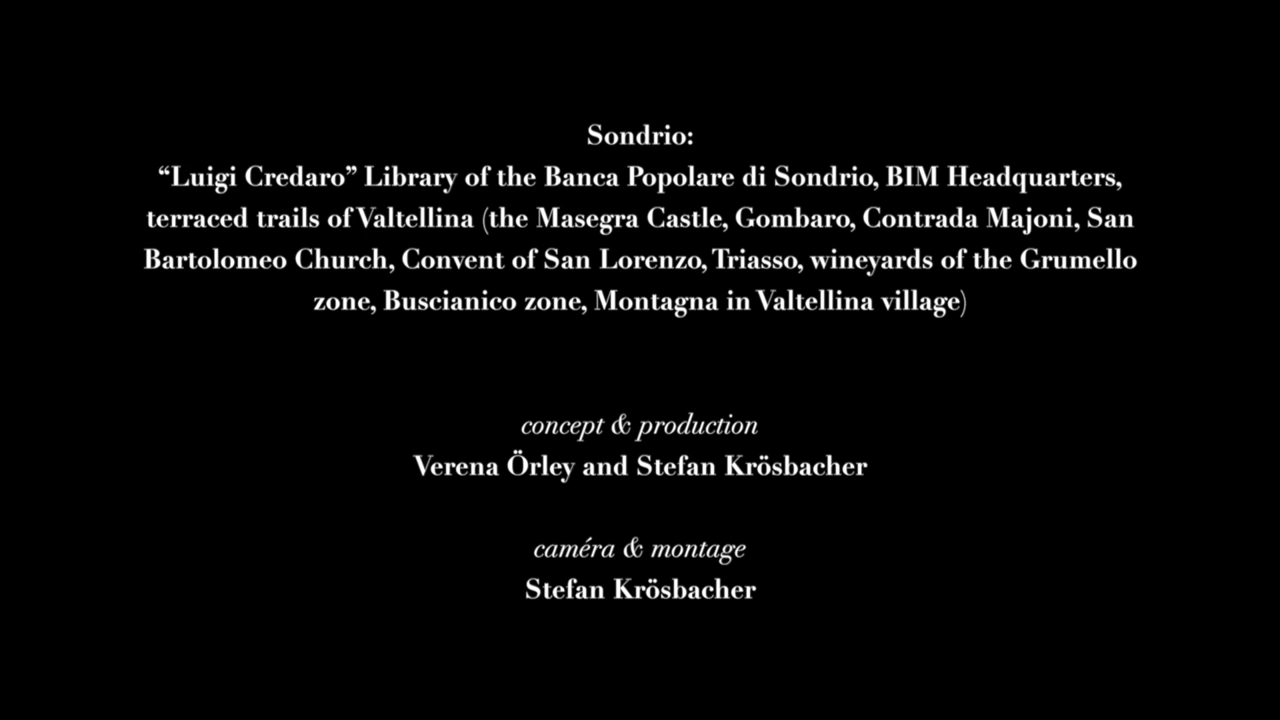 Sondrio:
“Luigi Credaro” Library of the Banca Popolare di Sondrio, BIM Headquarters,
terraced trails of Valtellina (the Masegra Castle, Gombaro, Contrada Majoni, San
Bartolomeo Church, Convent of San Lorenzo, Triasso, wineyards of the Grumello
zone, Buscianico zone, Montagna in Valtellina village)
concept & production
Verena Örley and Stefan Krösbacher
caméra & montage
Stefan Krösbacher